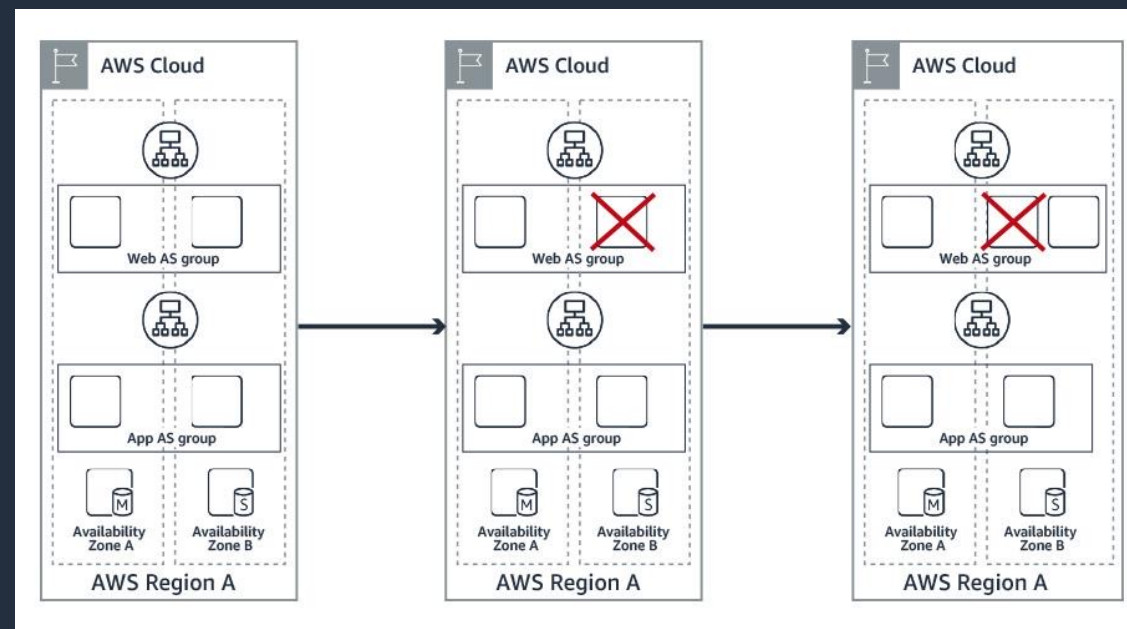 AWS Cloud
Web AS group
App AS group
M
S
Availability
Zone A
Availability
Zone B
AWS Region A
AWS Cloud
Web AS group
App AS group
M
S
Availability
Zone A
Availability
Zone B
AWS Region A
AWS Cloud
Web AS group
App AS group
M
S
Availability
Zone A
Availability
Zone B
AWS Region A